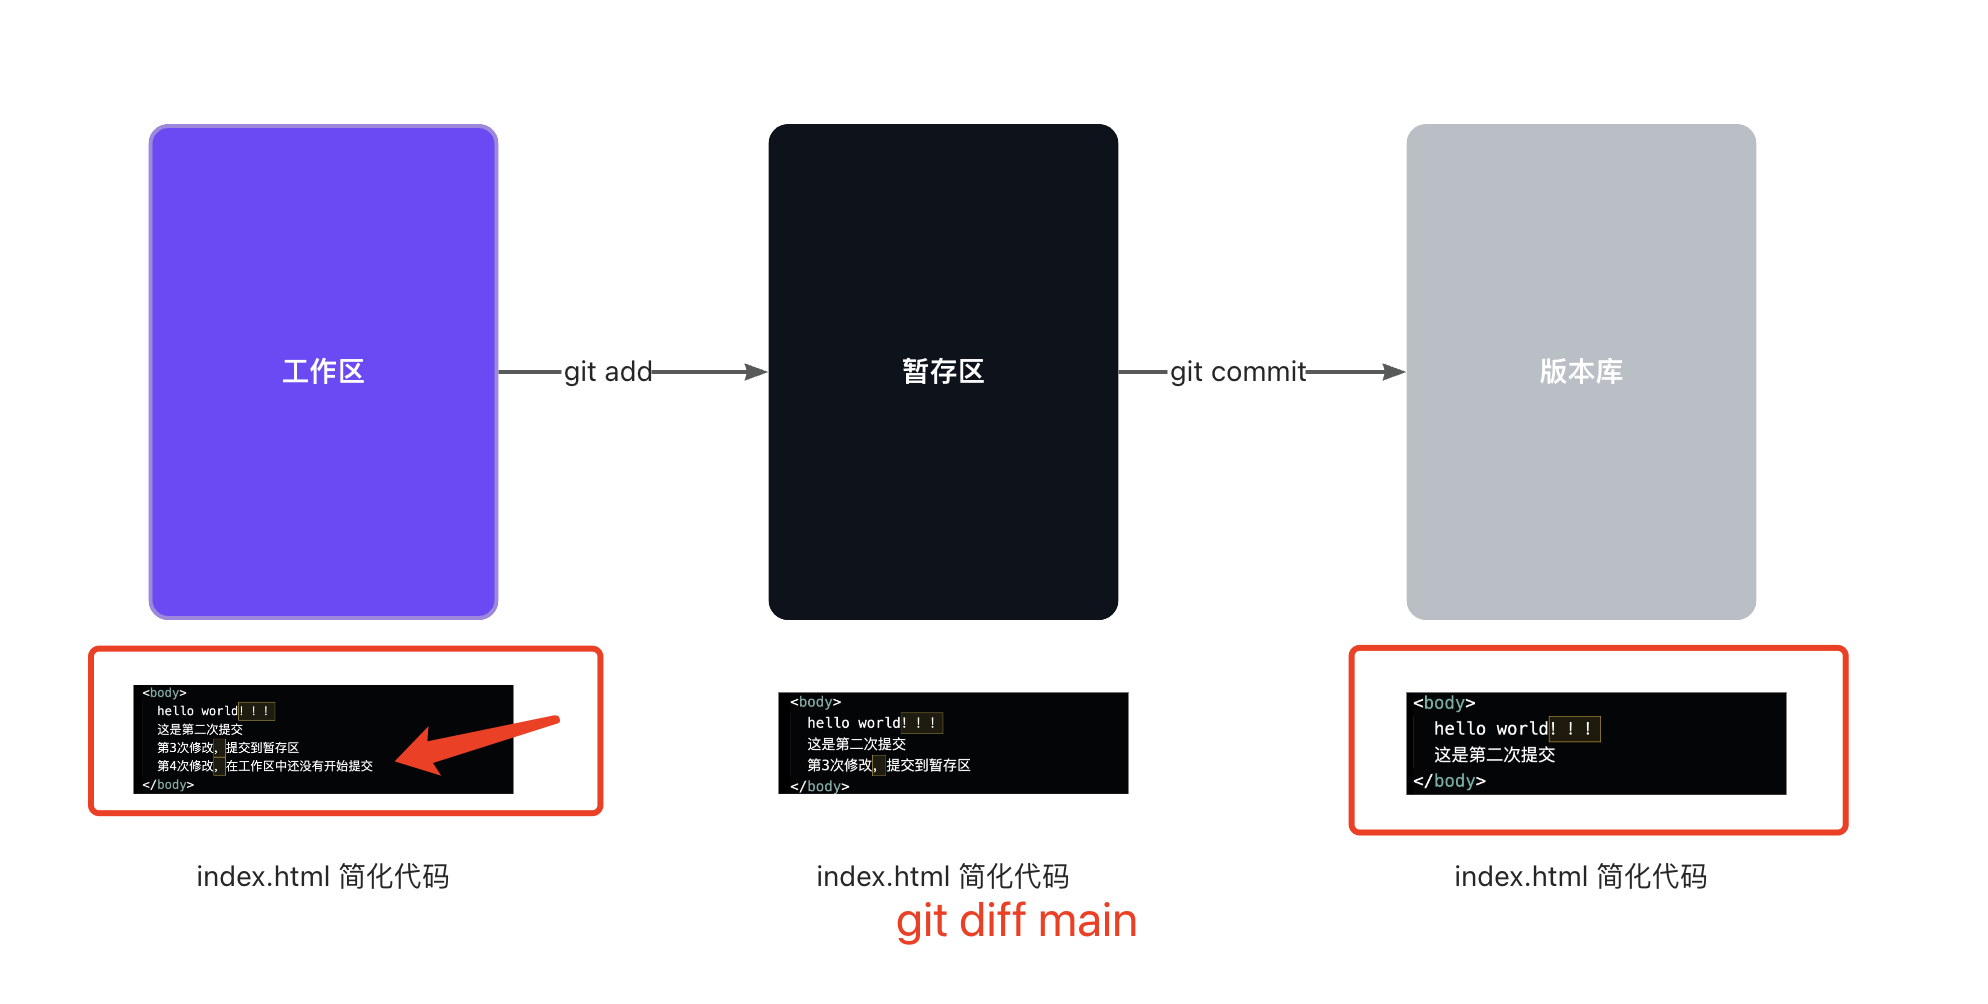 工作区
git add
暂存区
git commit
版本库
<body>
hello world！！！
这是第二次提交
第3次修改，提交到暂存区
第4次修改，在工作区中还没有开始提交
</body>
<body>
hello world！！！
这是第二次提交
第3次修改，提交到暂存区
</body>
<body>
hello world！！！
这是第二次提交
</body>
index.html 简化代码
index.html 简化代码
index.html 简化代码
git diff main